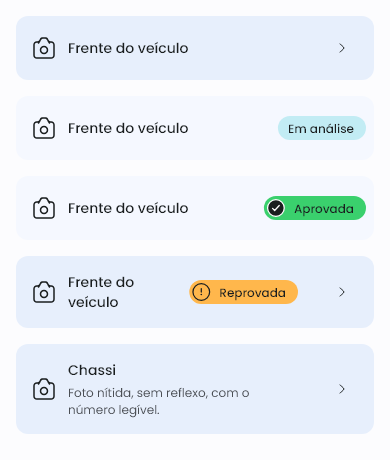 Frente do veículo
Frente do veículo
Em análise
Frente do veículo
Aprovada
Frente do
veículo
Reprovada
Chassi
Foto nítida, sem reflexo, com o
número legível.